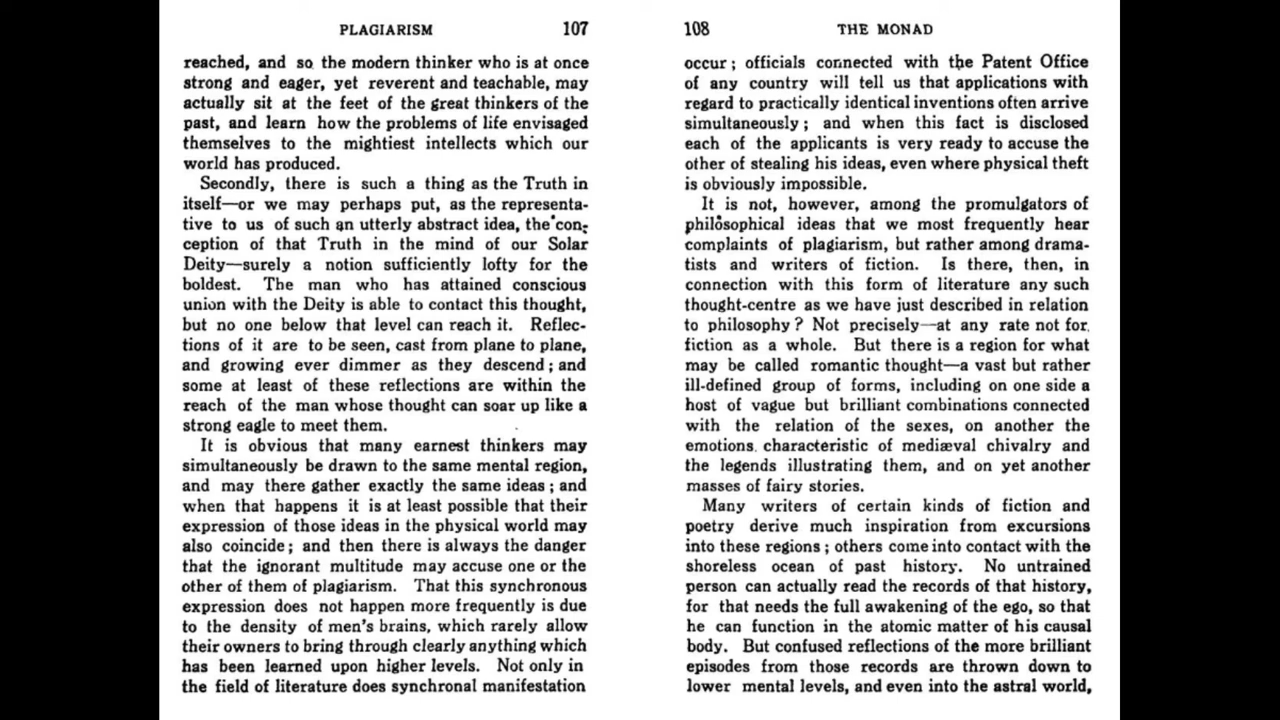 PLAGIARISM 107
reached, and so the modern thinker who is at once
strong and eager, yet reverent and teachable, may
actually sit at the feet of the great thinkers of the
past, and learn how the problems of life envisaged
themselves to the mightiest intellects which our
world has produced.
Secondly, there is such a thing as the Truth in
itself—or we may perhaps put, as the representa-
tive to us of such an utterly abstract idea, the con-
ception of that Truth in the mind of our Solar
Deity—surely a notion sufficiently lofty for the
boldest. The man who has attained conscious
union with the Deity is able to contact this thought,
but no one below that level can reach it. Reflec-
tions of it are to be seen, cast from plane to plane,
and growing ever dimmer as they descend; and
some at least of these reflections are within the
reach of the man whose thought can soar up like a
strong eagle to meet them.
It is obvious that many earnest thinkers may
simultaneously be drawn to the same mental region,
and may there gather exactly the same ideas; and
when that happens it is at least possible that their
expression of those ideas in the physical world may
also coincide; and then there is always the danger
that the ignorant multitude may accuse one or the
other of them of plagiarism. That this synchronous
expression does not happen more frequently is due
to the density of men's brains, which rarely allow
their owners to bring through clearly anything which
has been learned upon higher levels. Not only in
the field of literature does synchronal manifestation
108 THE MONAD
occur; officials connected with the Patent Office
of any country will tell us that applications with
regard to practically identical inventions often arrive
simultaneously; and when this fact is disclosed
each of the applicants is very ready to accuse the
other of stealing his ideas, even where physical theft
is obviously impossible.
It is not, however, among the promulgators of
philosophical ideas that we most frequently hear
complaints of plagiarism, but rather among drama-
tists and writers of fiction. Is there, then, in
connection with this form of literature any such
thought-centre as we have just described in relation
to philosophy? Not precisely—at any rate not for
fiction as a whole. But there is a region for what
may be called romantic thought—a vast but rather
ill-defined group of forms, including on one side a
host of vague but brilliant combinations connected
with the relation of the sexes, on another the
emotions characteristic of mediæval chivalry and
the legends illustrating them, and on yet another
masses of fairy stories.
Many writers of certain kinds of fiction and
poetry derive much inspiration from excursions
into these regions; others come into contact with the
shoreless ocean of past history. No untrained
person can actually read the records of that history,
for that needs the full awakening of the ego, so that
he can function in the atomic matter of his causal
body. But confused reflections of the more brilliant
episodes from those records are thrown down to
lower mental levels, and even into the astral world,